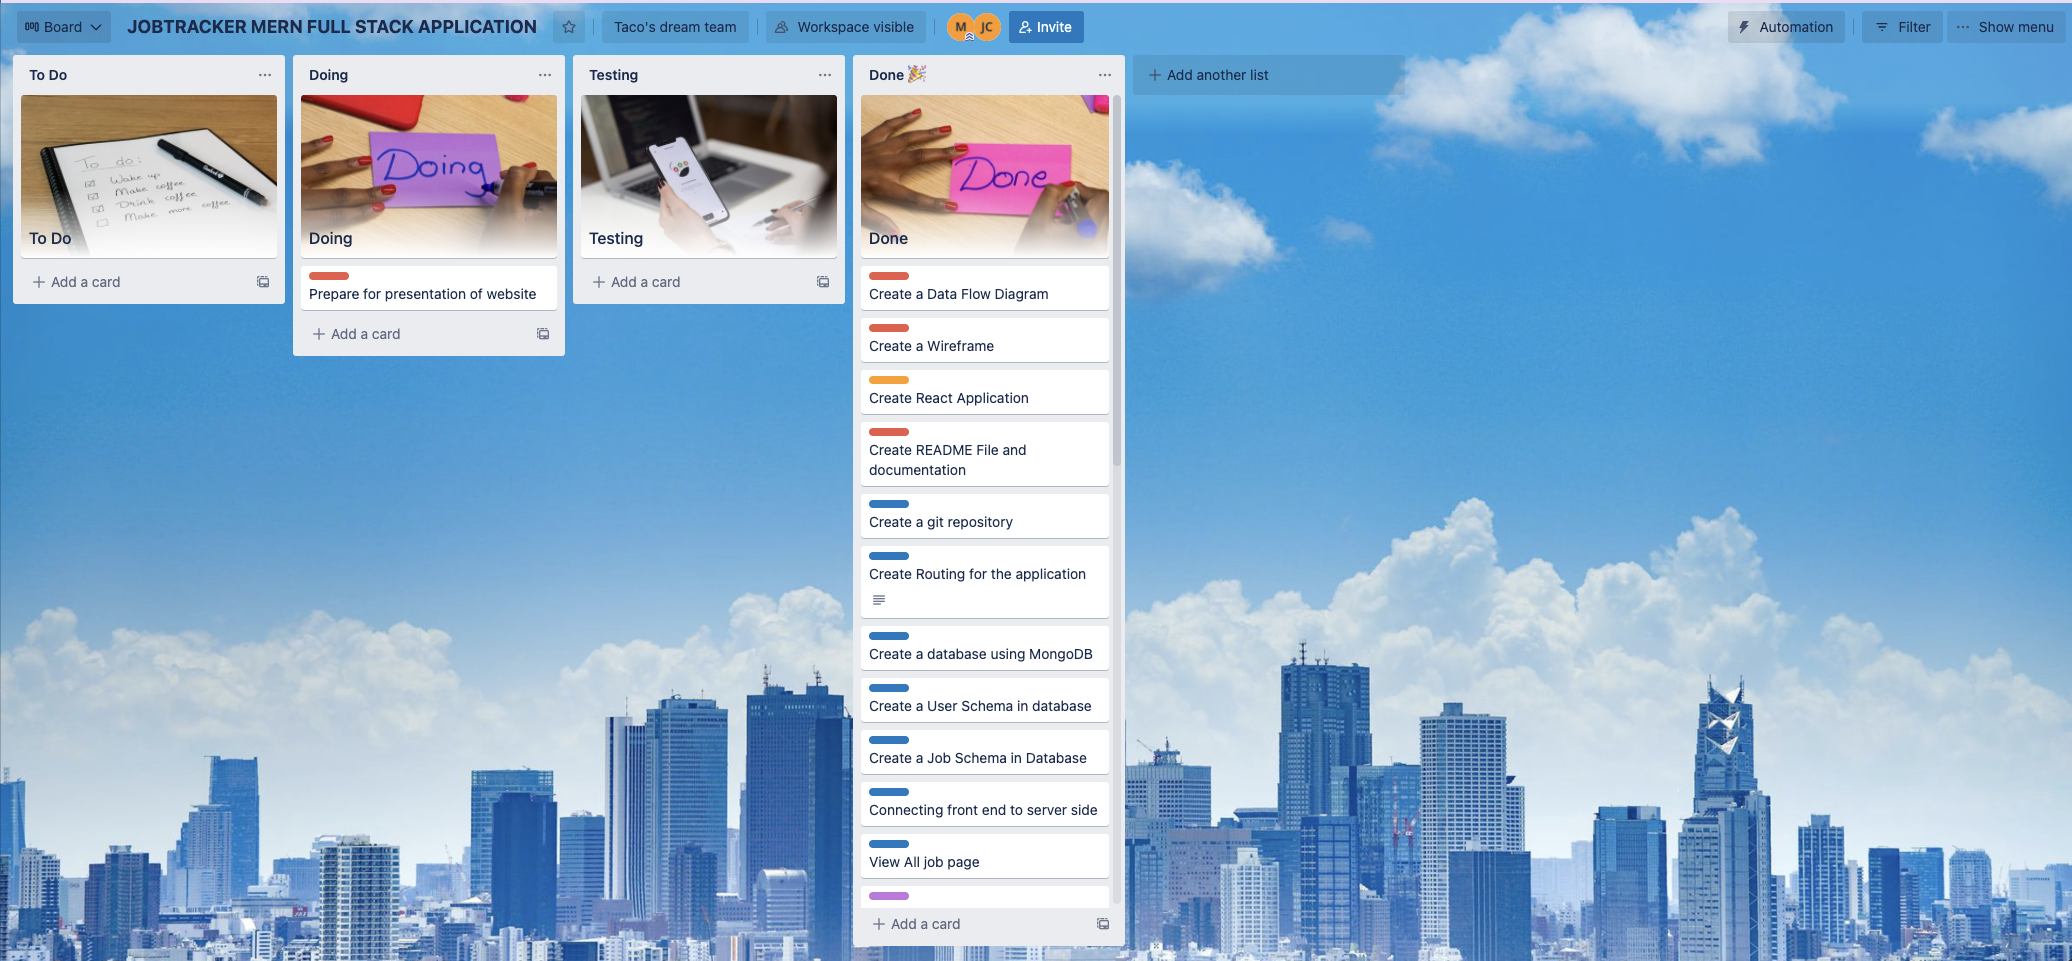 Board
JOBTRACKER MERN FULL STACK APPLICATION
Taco's dream team
Workspace visible
M
JC
Invite
Automation
Filter
Show menu
To Do
To do:
Wake up
Make coffee
Drink coffee
Make more coffee
To Do
Add a card
Doing
Doing
Doing
Prepare for presentation of website
Add a card
Testing
Testing
Add a card
Done
Done
Done
Create a Data Flow Diagram
Create a Wireframe
Create React Application
Create README File and
documentation
Create a git repository
Create Routing for the application
Create a database using MongoDB
Create a User Schema in database
Create a Job Schema in Database
Connecting front end to server side
View All job page
Add a card
Add another list